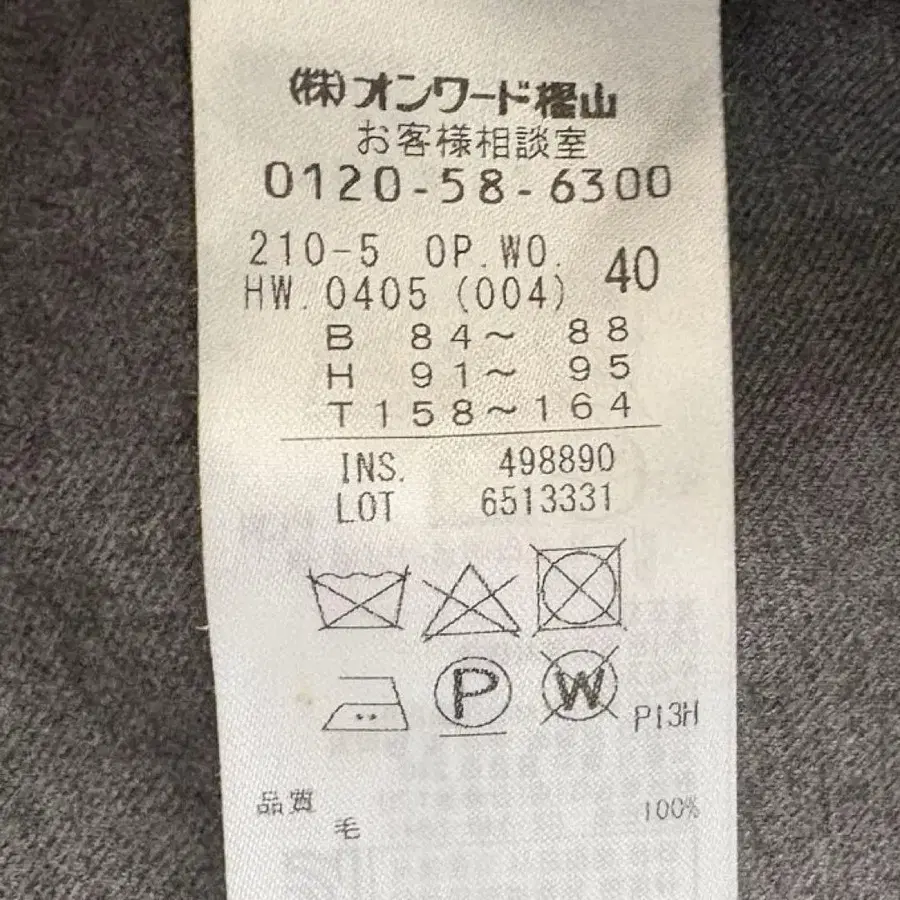 (株)オンワード樫山
お客様相談室
0120-58-6300
210-5 OP.WO. 40
HW.0405 (004)
B 84～ 88
H 91～ 95
T158～164
INS. 498890
LOT 6513331
P W P13H
品質
毛 100%